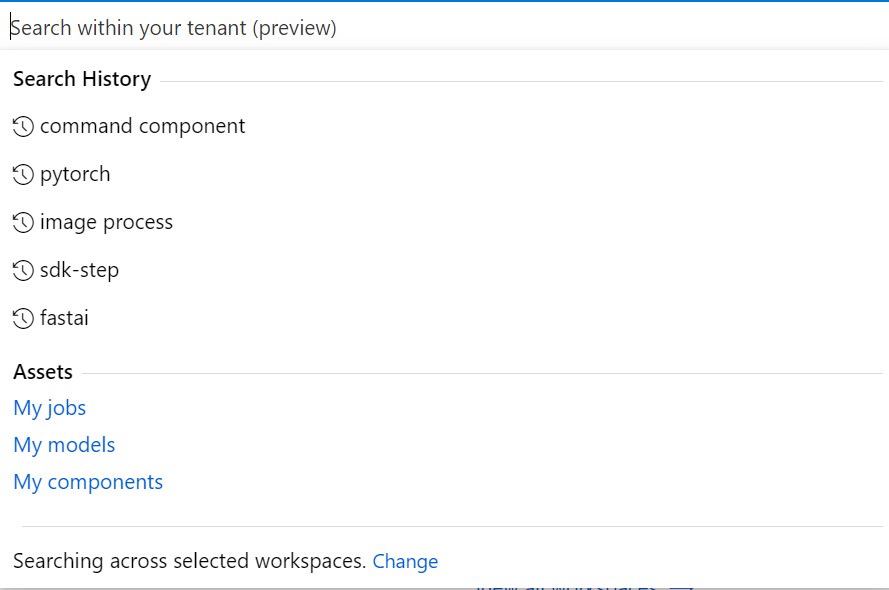 Search within your tenant (preview)
Search History
command component
pytorch
image process
sdk-step
fastai
Assets
My jobs
My models
My components
Searching across selected workspaces. Change